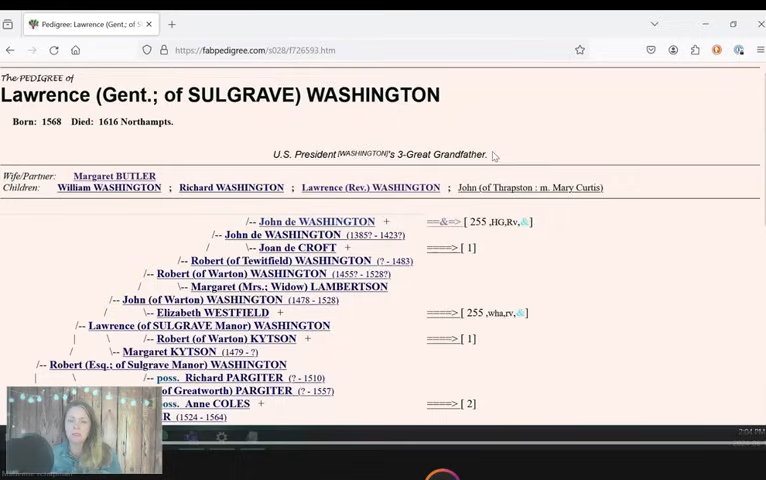 Pedigree: Lawrence (Gent.; of S
https://fabpedigree.com/s028/f726593.htm
The PEDIGREE of
Lawrence (Gent.; of SULGRAVE) WASHINGTON
Born: 1568 Died: 1616 Northampts.
U.S. President [WASHINGTON]'s 3-Great Grandfather.
Wife/Partner: Margaret BUTLER
Children: William WASHINGTON ; Richard WASHINGTON ; Lawrence (Rev.) WASHINGTON ; John (of Thrapston : m. Mary Curtis)
/-- John de WASHINGTON + ==&=> [ 255 ,HG,Rv,&]
/-- John de WASHINGTON (1385? - 1423?)
/ \-- Joan de CROFT + ====> [ 1]
/-- Robert (of Tewitfield) WASHINGTON (? - 1483)
/-- Robert (of Warton) WASHINGTON (1455? - 1528?)
/ \-- Margaret (Mrs.; Widow) LAMBERTSON
/-- John (of Warton) WASHINGTON (1478 - 1528)
/ \-- Elizabeth WESTFIELD + ====> [ 255 ,wha,rv,&]
/-- Lawrence (of SULGRAVE Manor) WASHINGTON
| \ /-- Robert (of Warton) KYTSON + ====> [ 1]
/ \-- Margaret KYTSON (1479 - ?)
/-- Robert (Esq.; of Sulgrave Manor) WASHINGTON
| \ /-- poss. Richard PARGITER (? - 1510)
of Greatworth) PARGITER (? - 1557)
poss. Anne COLES + ====> [ 2]
ER (1524 - 1564)
2:04 PM